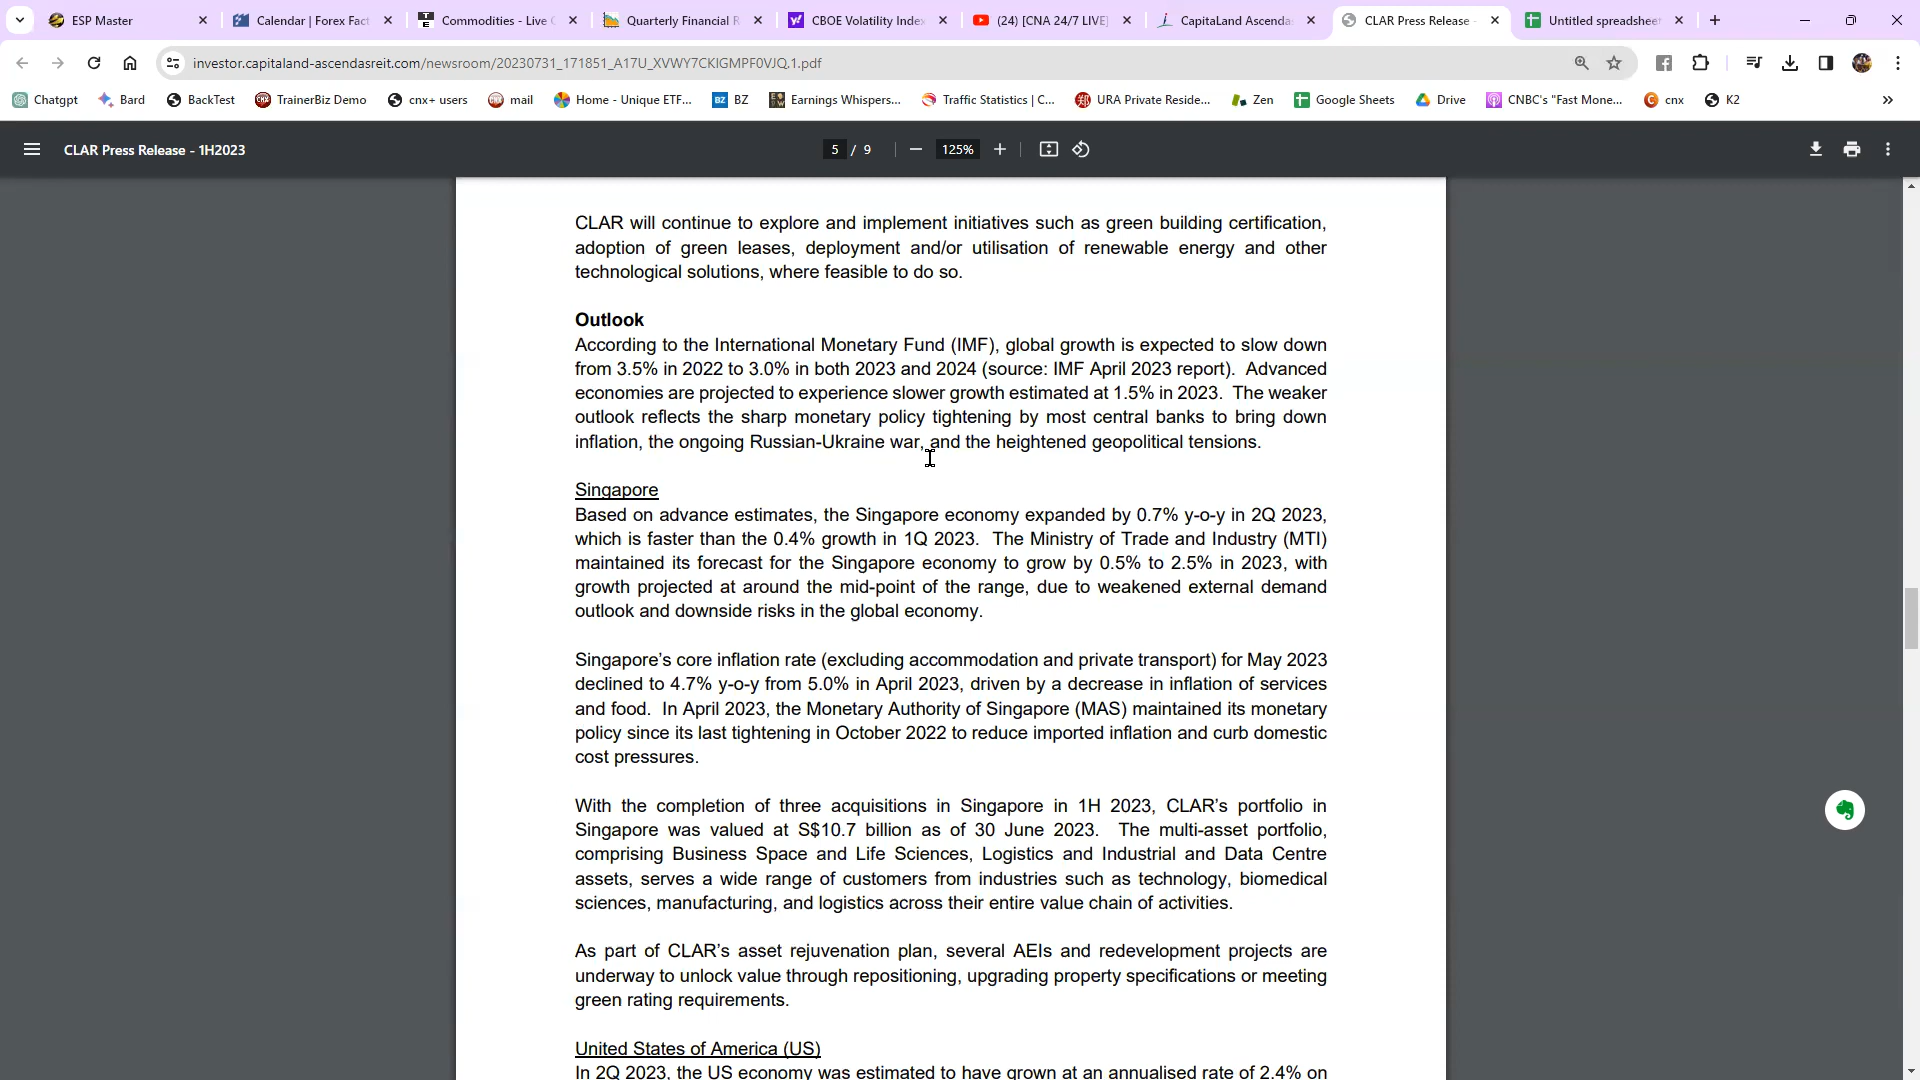 ESP Master
Calendar | Forex Fact
Commodities - Live
Quarterly Financial R
CBOE Volatility Index
(24) [CNA 24/7 LIVE]
CapitaLand Ascenda
CLAR Press Release -
Untitled spreadsheet
investor.capitaland-ascendasreit.com/newsroom/20230731_171851_A17U_XVWY7CKIGMPF0VJQ.1.pdf
Chatgpt
Bard
BackTest
TrainerBiz Demo
cnx+ users
mail
Home - Unique ETF...
BZ
BZ
Earnings Whispers...
Traffic Statistics | C...
URA Private Reside...
Zen
Google Sheets
Drive
CNBC's "Fast Mone...
cnx
K2
CLAR Press Release - 1H2023
5 / 9
125%
CLAR will continue to explore and implement initiatives such as green building certification,
adoption of green leases, deployment and/or utilisation of renewable energy and other
technological solutions, where feasible to do so.
Outlook
According to the International Monetary Fund (IMF), global growth is expected to slow down
from 3.5% in 2022 to 3.0% in both 2023 and 2024 (source: IMF April 2023 report). Advanced
economies are projected to experience slower growth estimated at 1.5% in 2023. The weaker
outlook reflects the sharp monetary policy tightening by most central banks to bring down
inflation, the ongoing Russian-Ukraine war, and the heightened geopolitical tensions.
Singapore
Based on advance estimates, the Singapore economy expanded by 0.7% y-o-y in 2Q 2023,
which is faster than the 0.4% growth in 1Q 2023. The Ministry of Trade and Industry (MTI)
maintained its forecast for the Singapore economy to grow by 0.5% to 2.5% in 2023, with
growth projected at around the mid-point of the range, due to weakened external demand
outlook and downside risks in the global economy.
Singapore’s core inflation rate (excluding accommodation and private transport) for May 2023
declined to 4.7% y-o-y from 5.0% in April 2023, driven by a decrease in inflation of services
and food. In April 2023, the Monetary Authority of Singapore (MAS) maintained its monetary
policy since its last tightening in October 2022 to reduce imported inflation and curb domestic
cost pressures.
With the completion of three acquisitions in Singapore in 1H 2023, CLAR’s portfolio in
Singapore was valued at S$10.7 billion as of 30 June 2023. The multi-asset portfolio,
comprising Business Space and Life Sciences, Logistics and Industrial and Data Centre
assets, serves a wide range of customers from industries such as technology, biomedical
sciences, manufacturing, and logistics across their entire value chain of activities.
As part of CLAR’s asset rejuvenation plan, several AEIs and redevelopment projects are
underway to unlock value through repositioning, upgrading property specifications or meeting
green rating requirements.
United States of America (US)
In 2Q 2023, the US economy was estimated to have grown at an annualised rate of 2.4% on